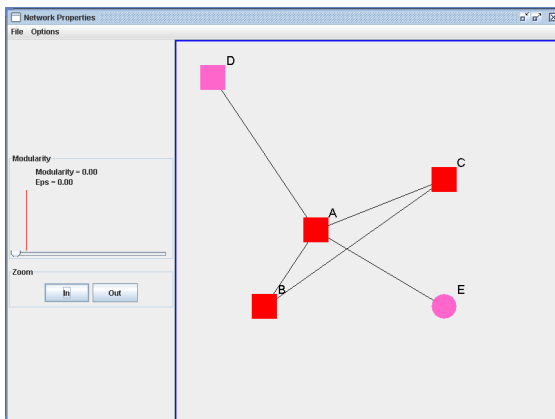 Network Properties
File Options
D
Modularity
Modularity = 0.00
Eps = 0.00
C
A
Zoom
In Out
B
E